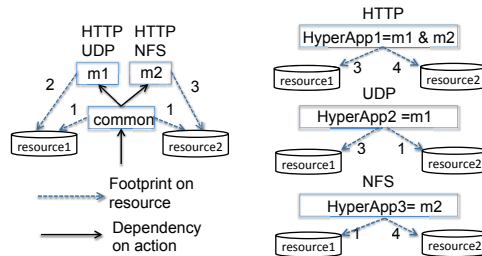 HTTP
UDP
HTTP
NFS
m1
m2
2
3
1
1
common
resource1
resource2
Footprint on
resource
Dependency
on action
HTTP
HyperApp1=m1 & m2
3
4
resource1
resource2
UDP
HyperApp2 =m1
3
1
resource1
resource2
NFS
HyperApp3= m2
1
4
resource1
resource2